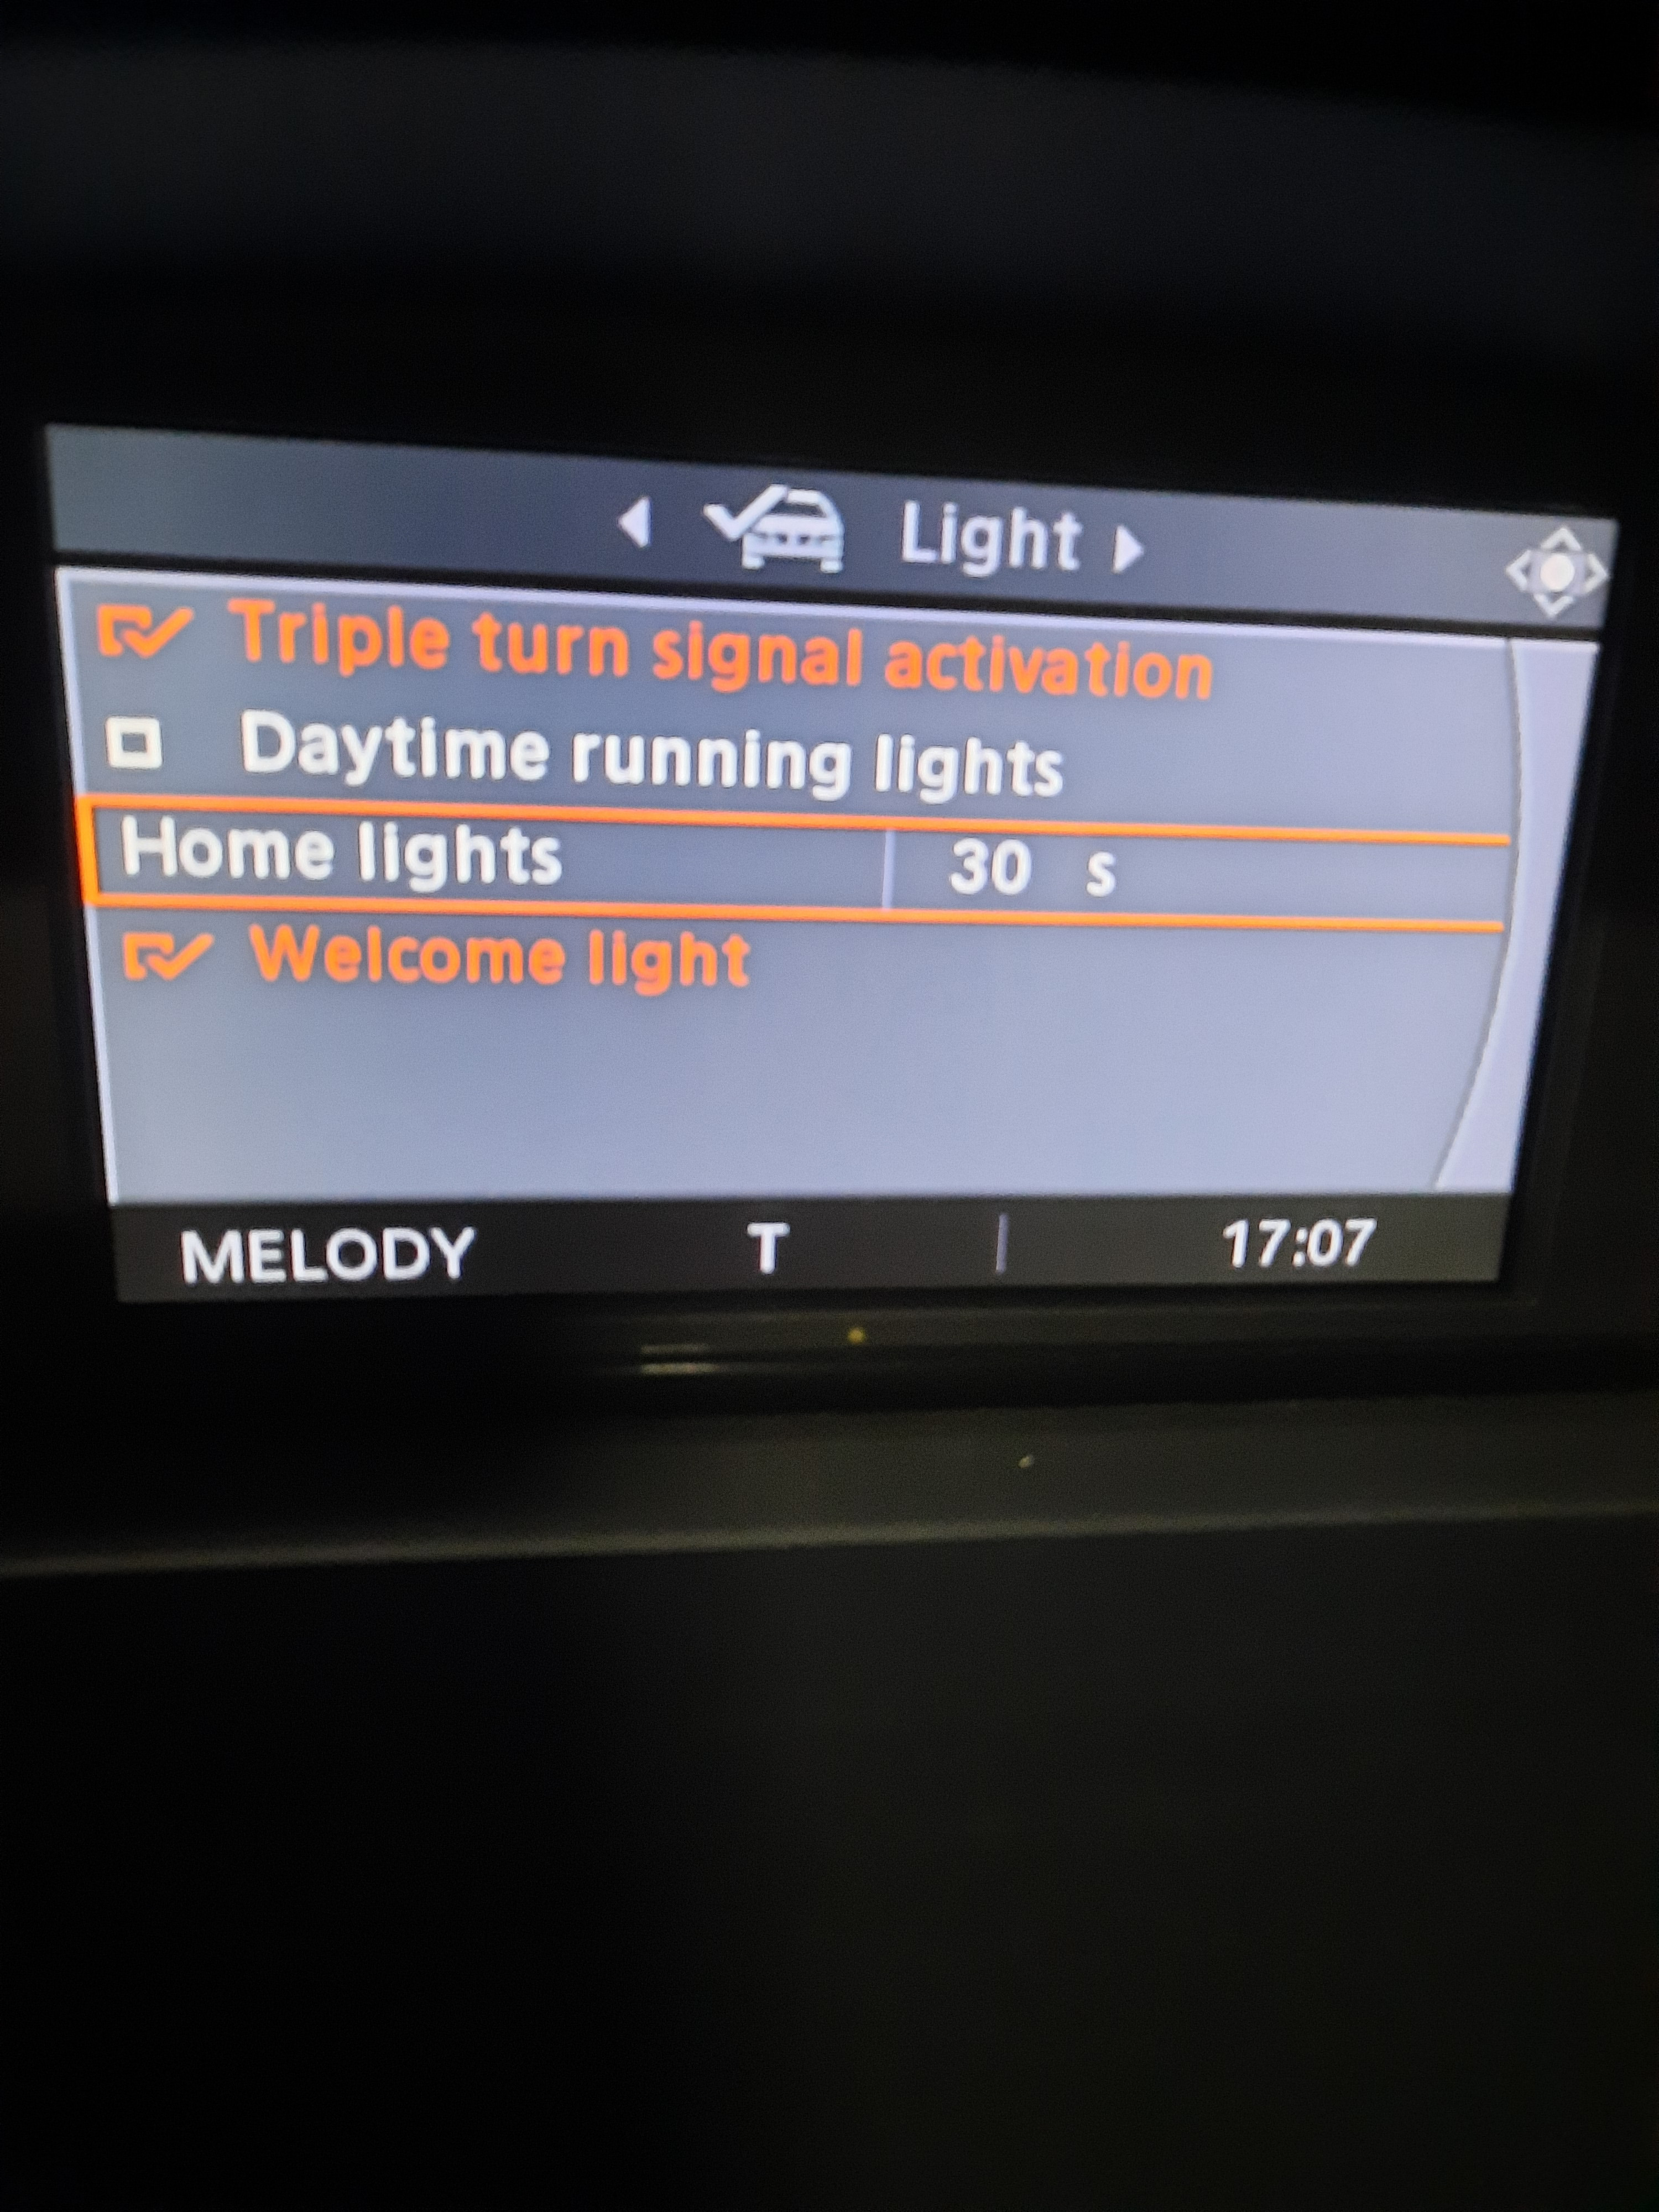 Light
Triple turn signal activation
Daytime running lights
Home lights 30 s
Welcome light
MELODY T 17:07